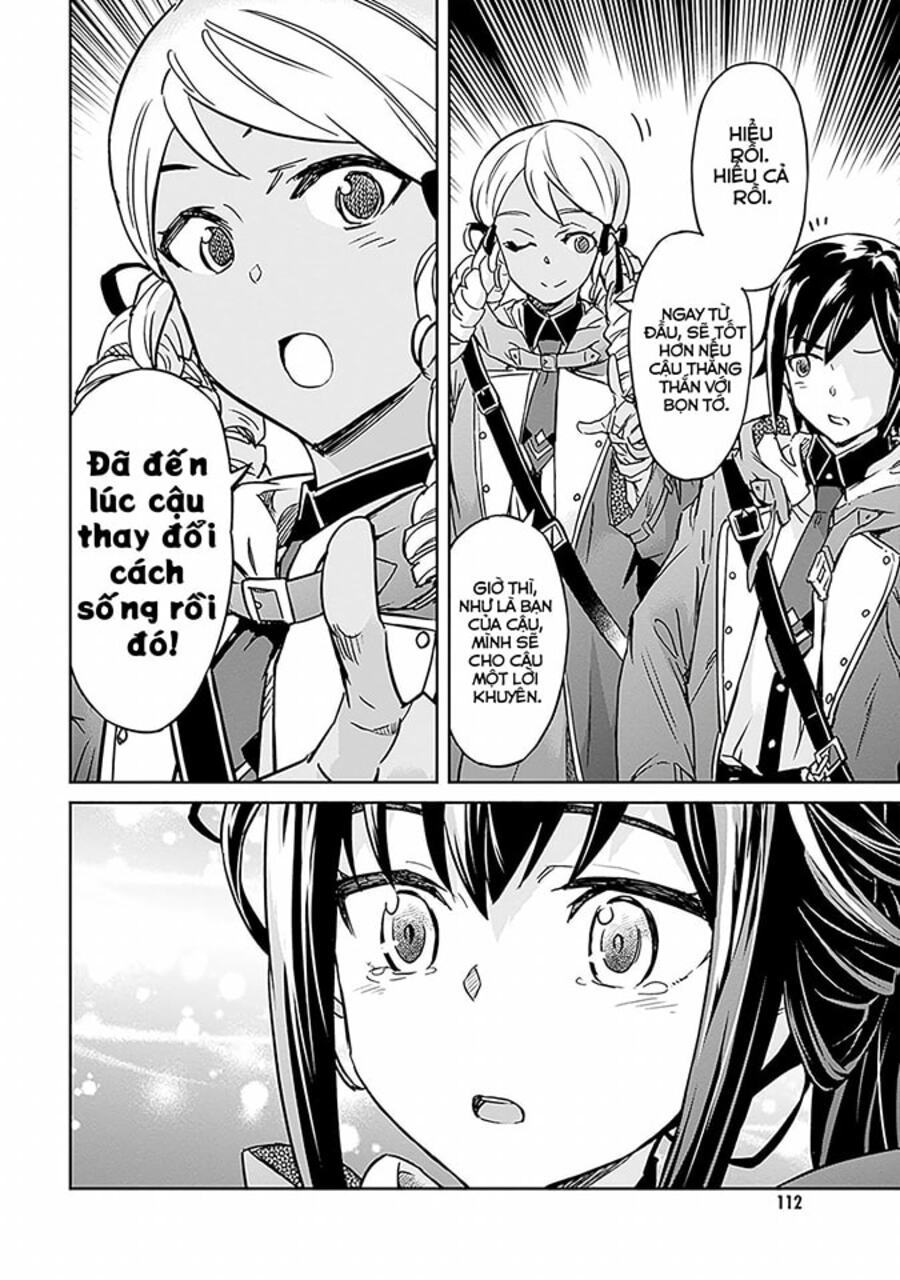 HIỂU
RỒI.
HIỂU CẢ
RỒI.
NGAY TỪ
ĐẦU, SẼ TỐT
HƠN NẾU
CẬU THẲNG
THẮN VỚI
BỌN TỚ.
GIỜ THÌ,
NHƯ LÀ BẠN
CỦA CẬU,
MÌNH SẼ
CHO CẬU
MỘT LỜI
KHUYÊN.
Đã đến
lúc cậu
thay đổi
cách
sống rồi
đó!
112